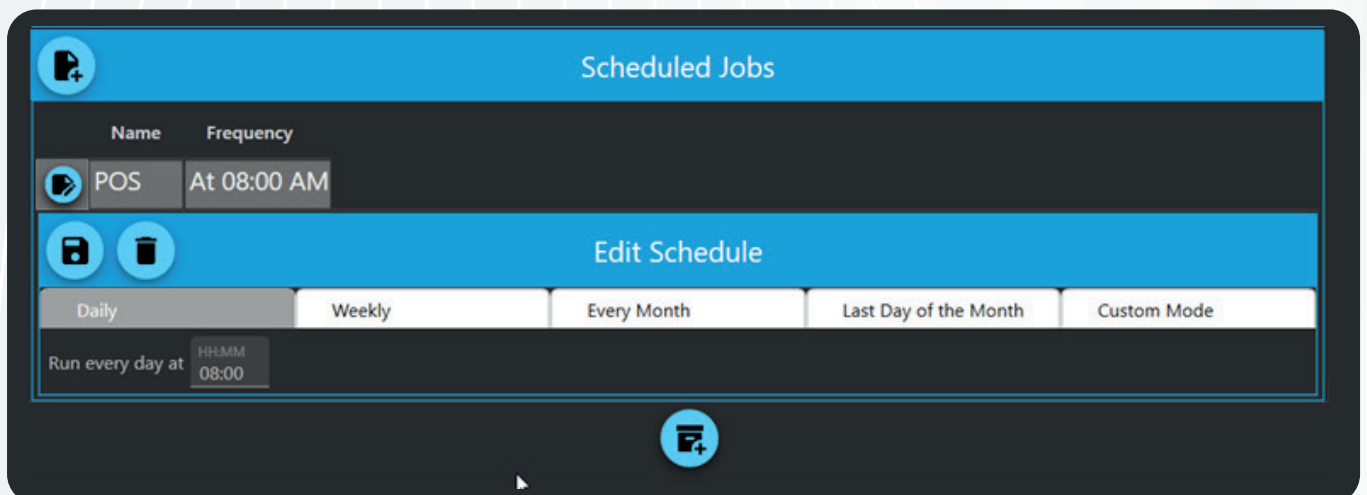 Scheduled Jobs
Name Frequency
POS At 08:00 AM
Edit Schedule
Daily Weekly Every Month Last Day of the Month Custom Mode
HH:MM
Run every day at 08:00